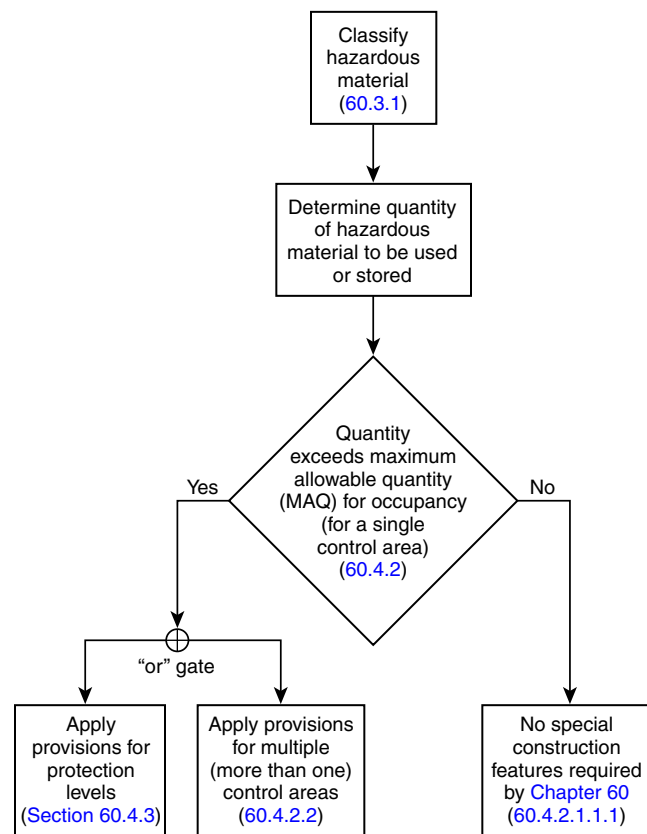 Classify
hazardous
material
(60.3.1)
Determine quantity
of hazardous
material to be used
or stored
Quantity
exceeds maximum
allowable quantity
(MAQ) for occupancy
(for a single
control area)
(60.4.2)
Yes
No
“or” gate
Apply
provisions for
protection
levels
(Section 60.4.3)
Apply provisions
for multiple
(more than one)
control areas
(60.4.2.2)
No special
construction
features required
by Chapter 60
(60.4.2.1.1.1)